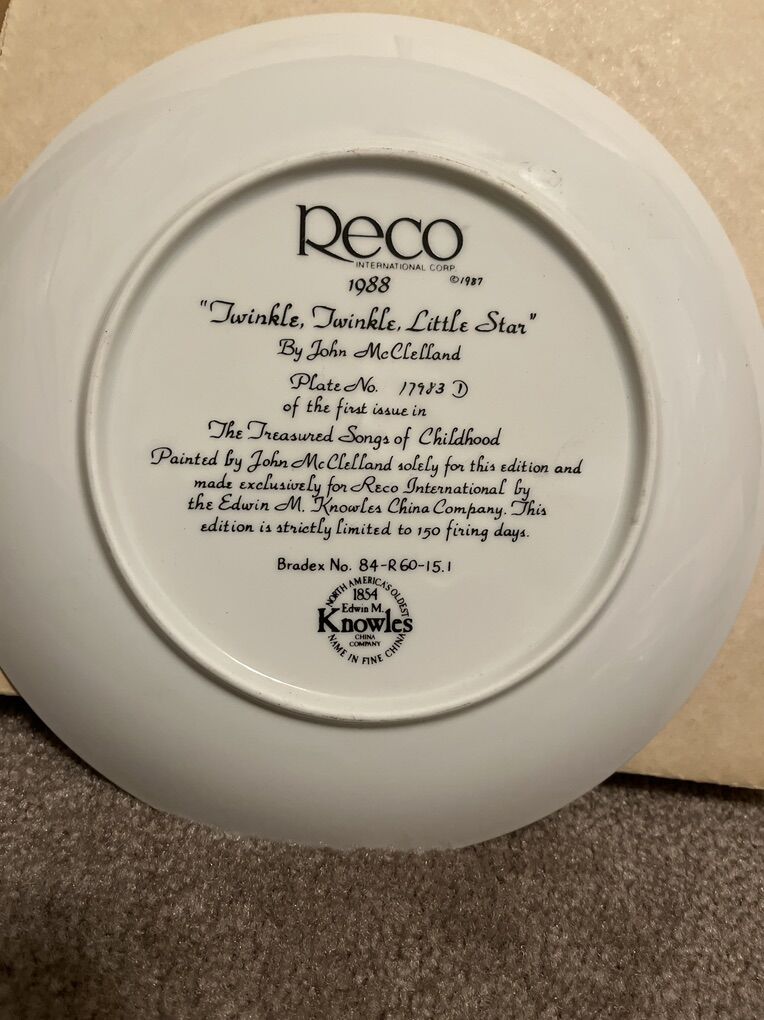 Reco
INTERNATIONAL CORP.
1988 ©1987
"Twinkle, Twinkle, Little Star"
By John McClelland
Plate No. 17983 D
of the first issue in
The Treasured Songs of Childhood
Painted by John McClelland solely for this edition and
made exclusively for Reco International by
the Edwin M. Knowles China Company. This
edition is strictly limited to 150 firing days.
Bradex No. 84-R60-15.1
NORTH AMERICA'S OLDEST
1854
Edwin M.
Knowles
CHINA
COMPANY
NAME IN FINE CHINA